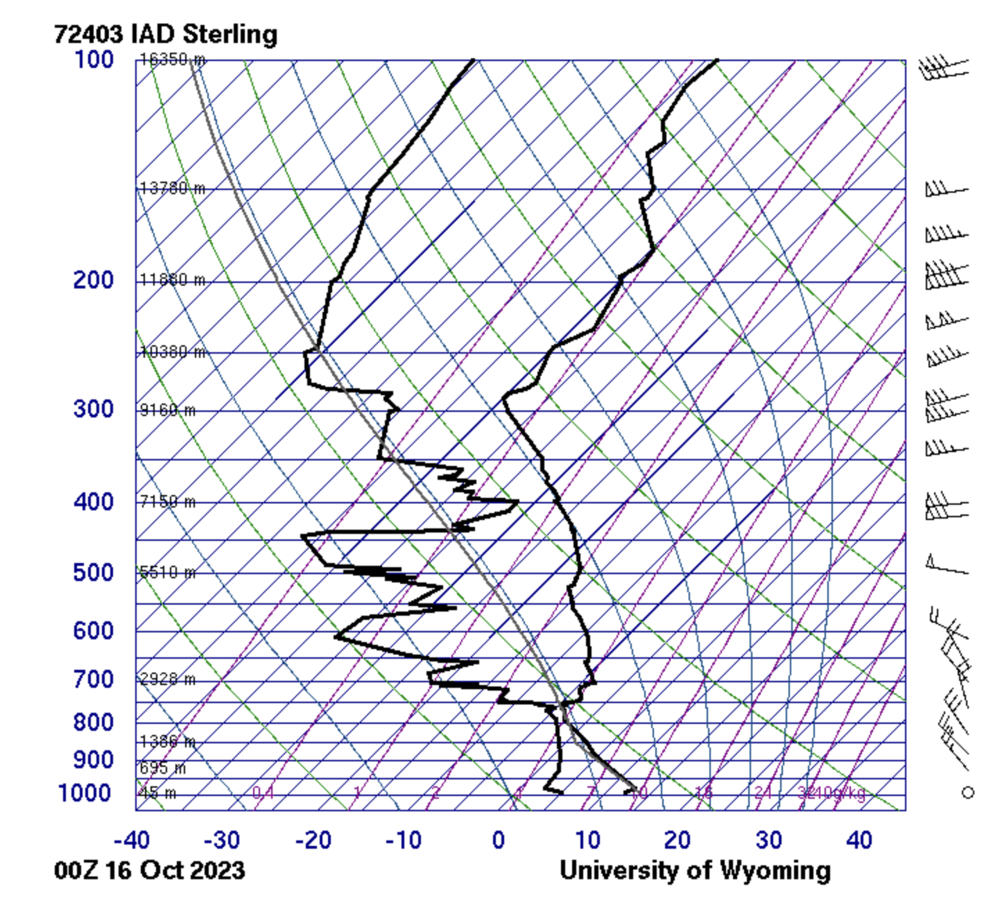 72403 IAD Sterling
100 16350 m
13780 m
200 11880 m
10380 m
300 9160 m
400 7150 m
500 5510 m
600
700 2928 m
800
1386 m
900
695 m
1000 45 m 0.4 1 2 4 7 10 16 24 32 40g/kg
-40 -30 -20 -10 0 10 20 30 40
00Z 16 Oct 2023 University of Wyoming